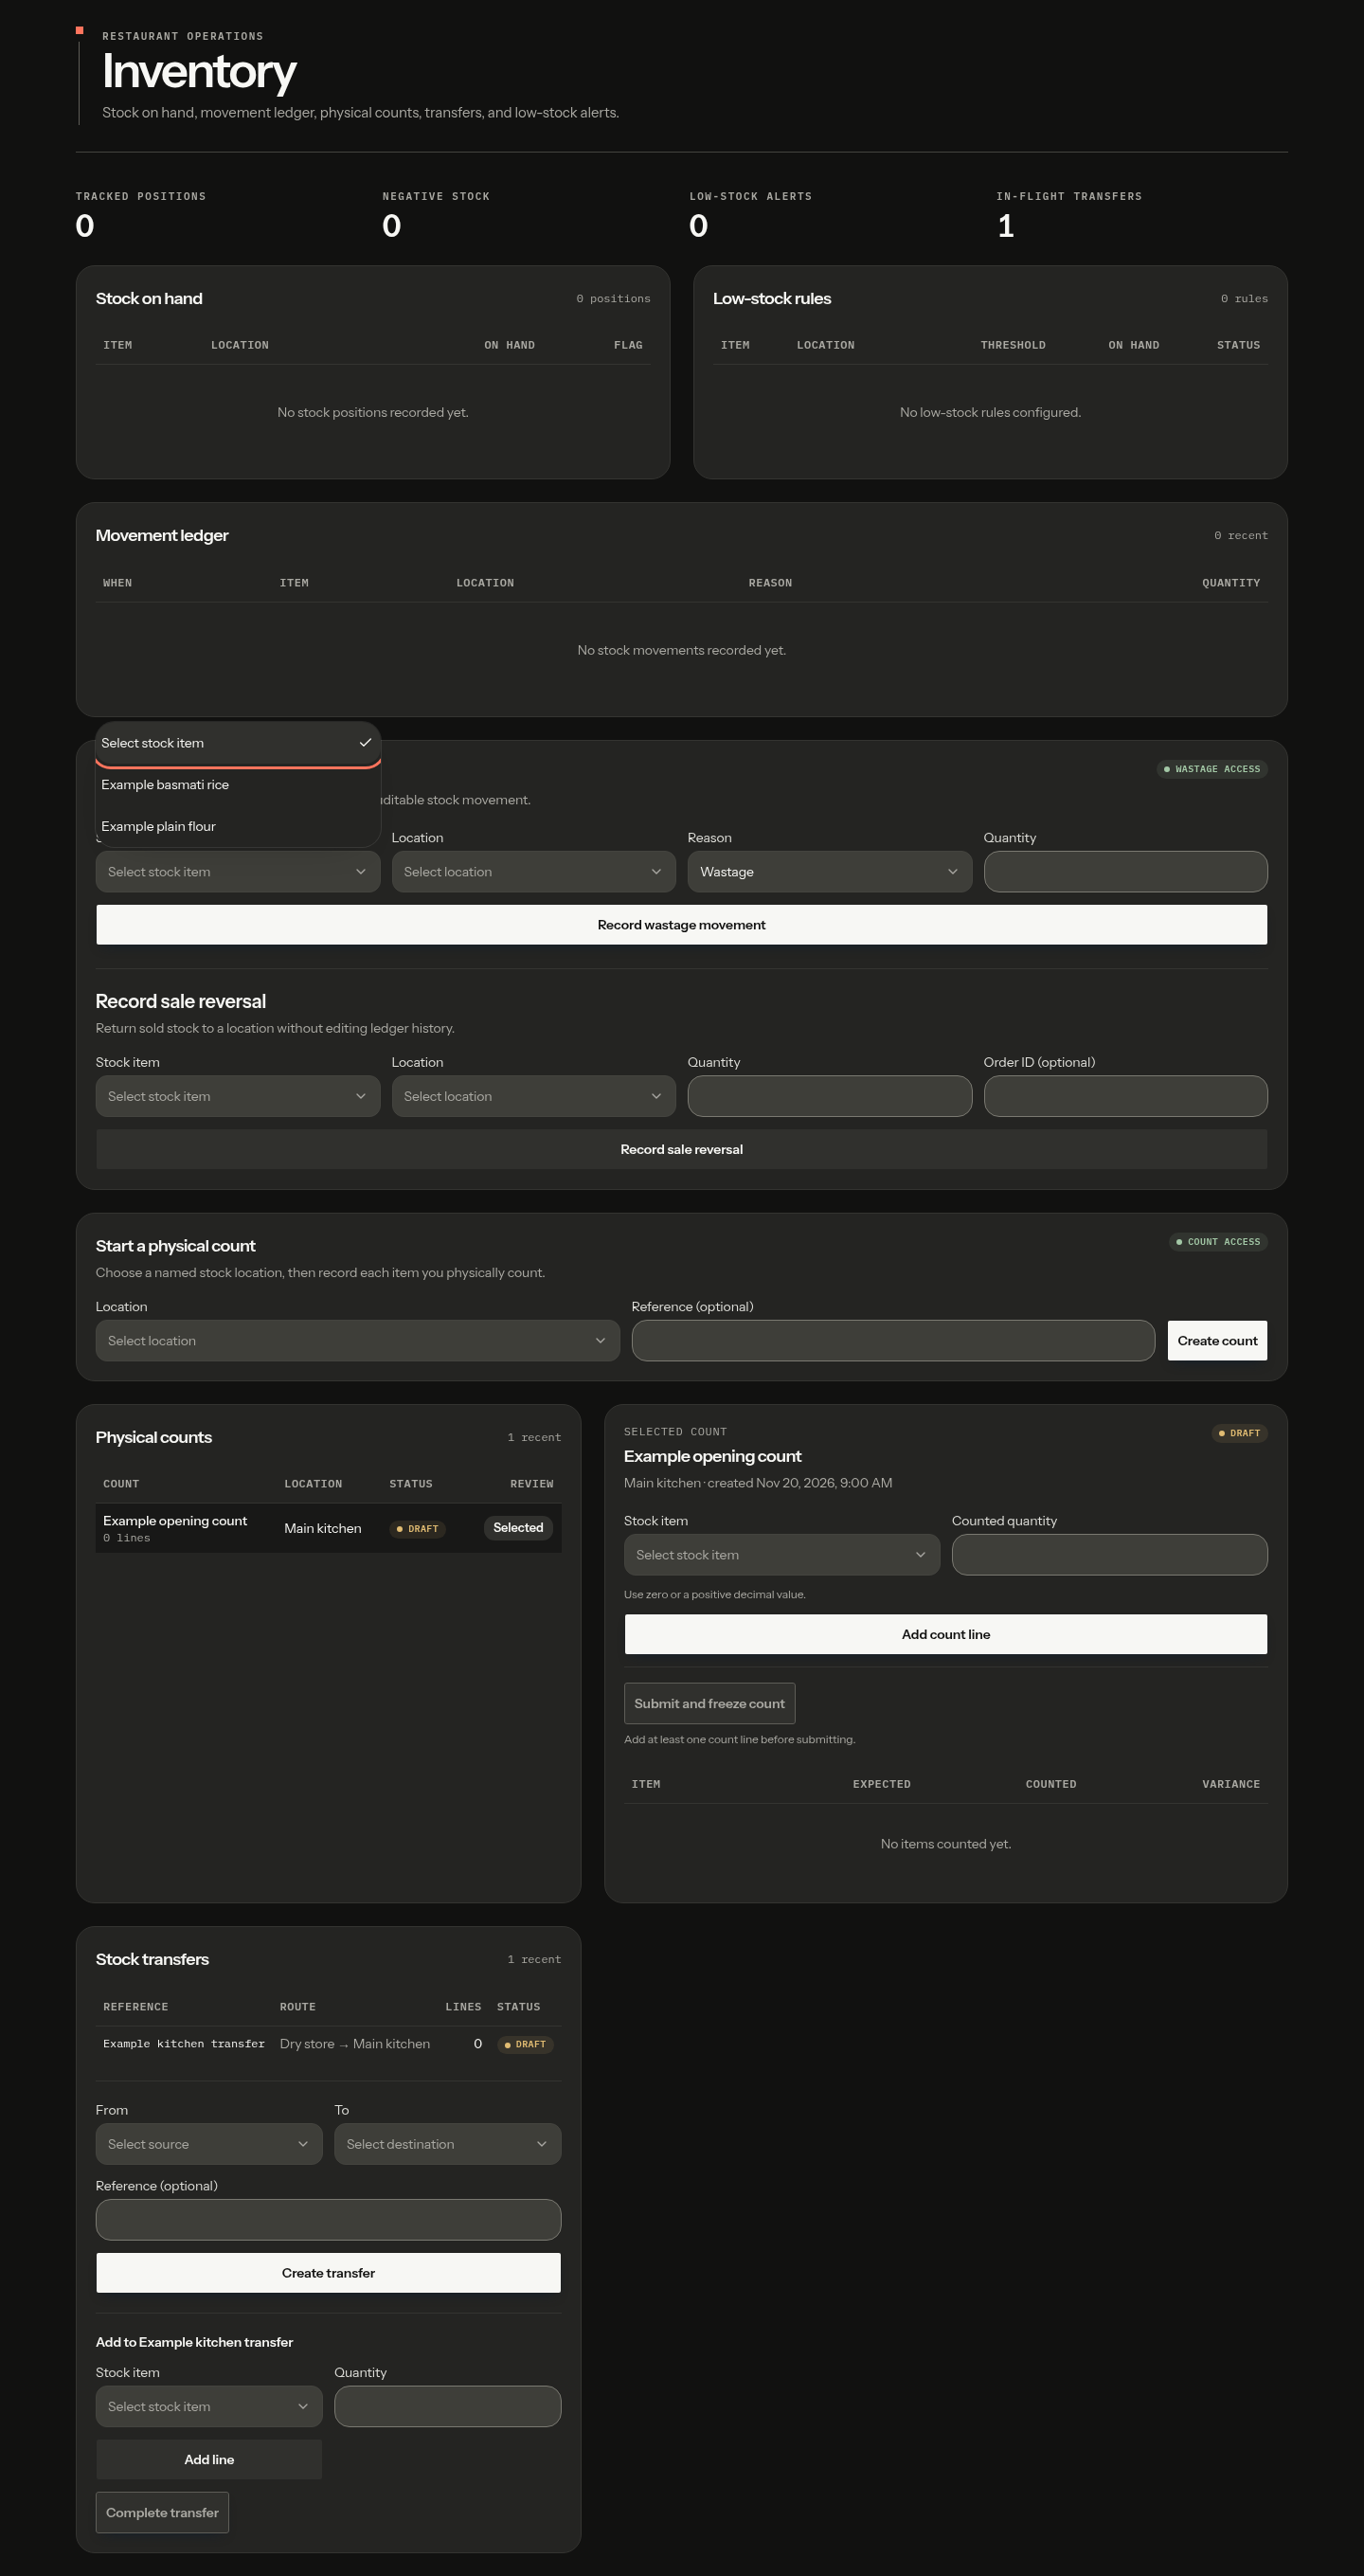 RESTAURANT OPERATIONS
Inventory
Stock on hand, movement ledger, physical counts, transfers, and low-stock alerts.
TRACKED POSITIONS
0
NEGATIVE STOCK
0
LOW-STOCK ALERTS
0
IN-FLIGHT TRANSFERS
1
Stock on hand
0 positions
ITEM LOCATION ON HAND FLAG
No stock positions recorded yet.
Low-stock rules
0 rules
ITEM LOCATION THRESHOLD ON HAND STATUS
No low-stock rules configured.
Movement ledger
0 recent
WHEN ITEM LOCATION REASON QUANTITY
No stock movements recorded yet.
Select stock item
Example basmati rice
Example plain flour
WASTAGE ACCESS
stock movement.
Location
Reason
Quantity
Select stock item
Select location
Wastage
Record wastage movement
Record sale reversal
Return sold stock to a location without editing ledger history.
Stock item
Location
Quantity
Order ID (optional)
Select stock item
Select location
Record sale reversal
Start a physical count
COUNT ACCESS
Choose a named stock location, then record each item you physically count.
Location
Reference (optional)
Select location
Create count
Physical counts
1 recent
COUNT LOCATION STATUS REVIEW
Example opening count
0 lines
Main kitchen
DRAFT
Selected
SELECTED COUNT
DRAFT
Example opening count
Main kitchen · created Nov 20, 2026, 9:00 AM
Stock item
Counted quantity
Select stock item
Use zero or a positive decimal value.
Add count line
Submit and freeze count
Add at least one count line before submitting.
ITEM EXPECTED COUNTED VARIANCE
No items counted yet.
Stock transfers
1 recent
REFERENCE ROUTE LINES STATUS
Example kitchen transfer Dry store → Main kitchen 0 DRAFT
From
To
Select source
Select destination
Reference (optional)
Create transfer
Add to Example kitchen transfer
Stock item
Quantity
Select stock item
Add line
Complete transfer